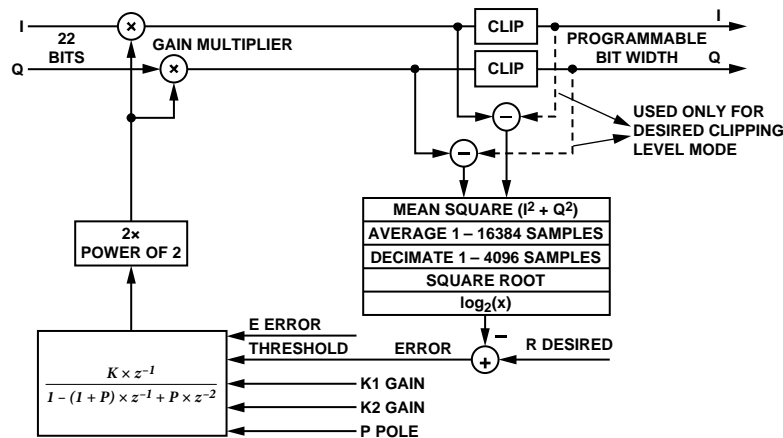 I
22
BITS
Q
GAIN MULTIPLIER
×
×
CLIP
CLIP
I
PROGRAMMABLE
BIT WIDTH
Q
USED ONLY FOR
DESIRED CLIPPING
LEVEL MODE
–
–
MEAN SQUARE (I² + Q²)
AVERAGE 1 – 16384 SAMPLES
DECIMATE 1 – 4096 SAMPLES
SQUARE ROOT
log₂(x)
2×
POWER OF 2
–
+
R DESIRED
E ERROR
THRESHOLD
ERROR
K1 GAIN
K2 GAIN
P POLE
K × z⁻¹
1 – (1 + P) × z⁻¹ + P × z⁻²